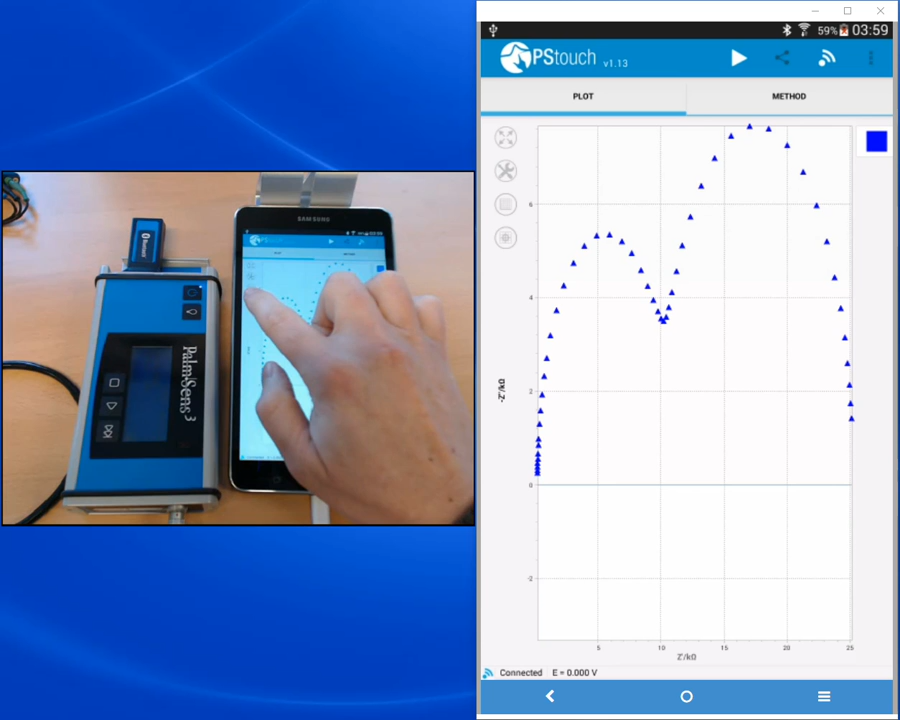 59% 03:59
PStouch v1.13
PLOT METHOD
6
4
2
0
-2
-Z''/kΩ
5 10 15 20 25
Z'/kΩ
Connected E = 0.000 V
SAMSUNG
Bluetooth
PalmSens3